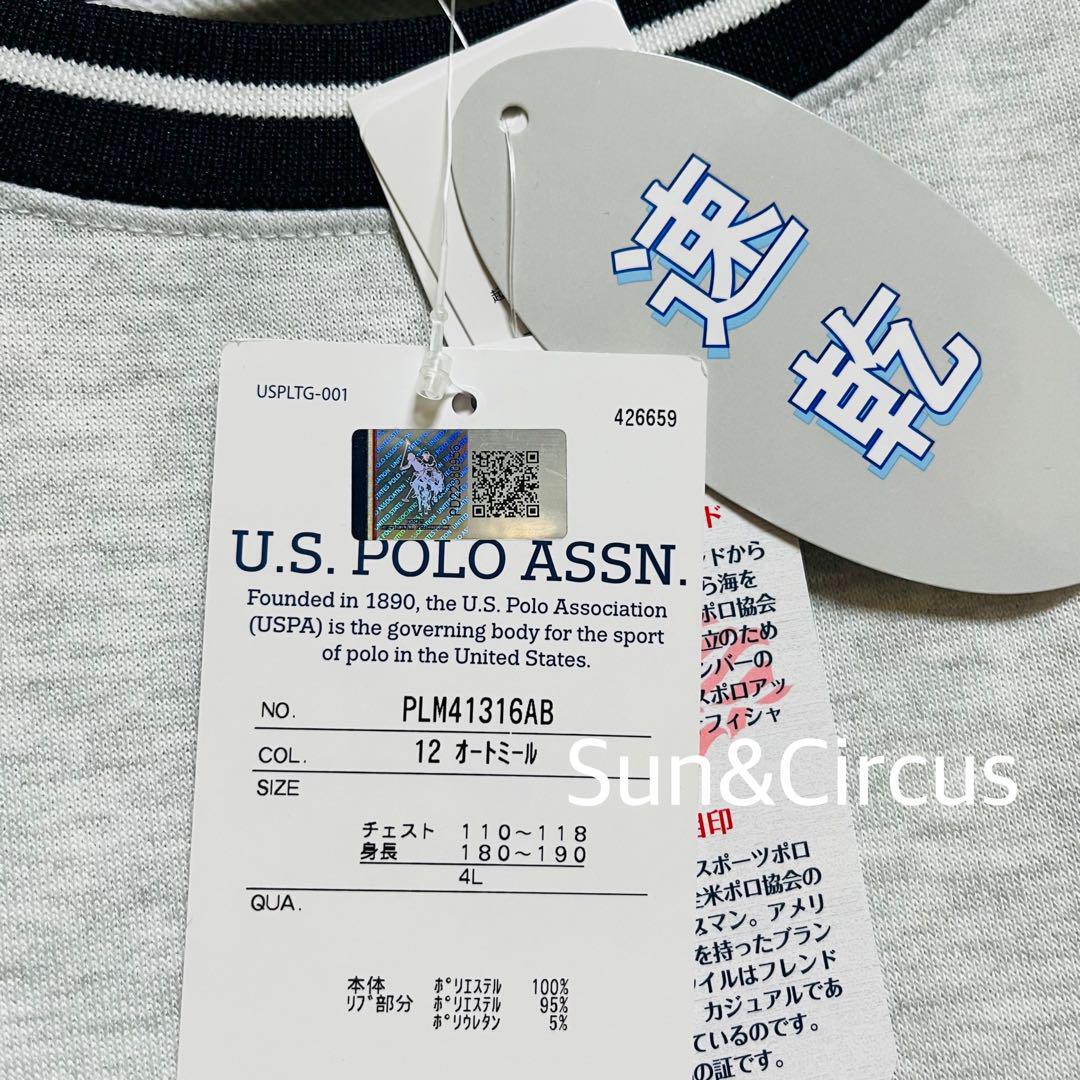 速乾
USPLTG-001
426659
U.S. POLO ASSN.
Founded in 1890, the U.S. Polo Association
(USPA) is the governing body for the sport
of polo in the United States.
NO. PLM41316AB
COL. 12 ｵｰﾄﾐｰﾙ
SIZE
チェスト 110～118
身長 180～190
4L
QUA.
本体 ﾎﾟﾘｴｽﾃﾙ 100%
ﾘﾌﾞ部分 ﾎﾟﾘｴｽﾃﾙ 95%
ﾎﾟﾘｳﾚﾀﾝ 5%
ド
ドから
ら海を
ポロ協会
立のため
ンバーの
スポロアッ
フィシャ
目印
スポーツポロ
米ポロ協会の
スマン。アメリ
を持ったブラン
イルはフレンド
カジュアルであ
ているのです。
の証です。
Sun&Circus